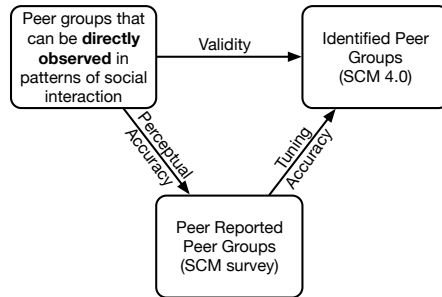 Peer groups that
can be directly
observed in
patterns of social
interaction
Validity
Identified Peer
Groups
(SCM 4.0)
Perceptual
Accuracy
Tuning
Accuracy
Peer Reported
Peer Groups
(SCM survey)